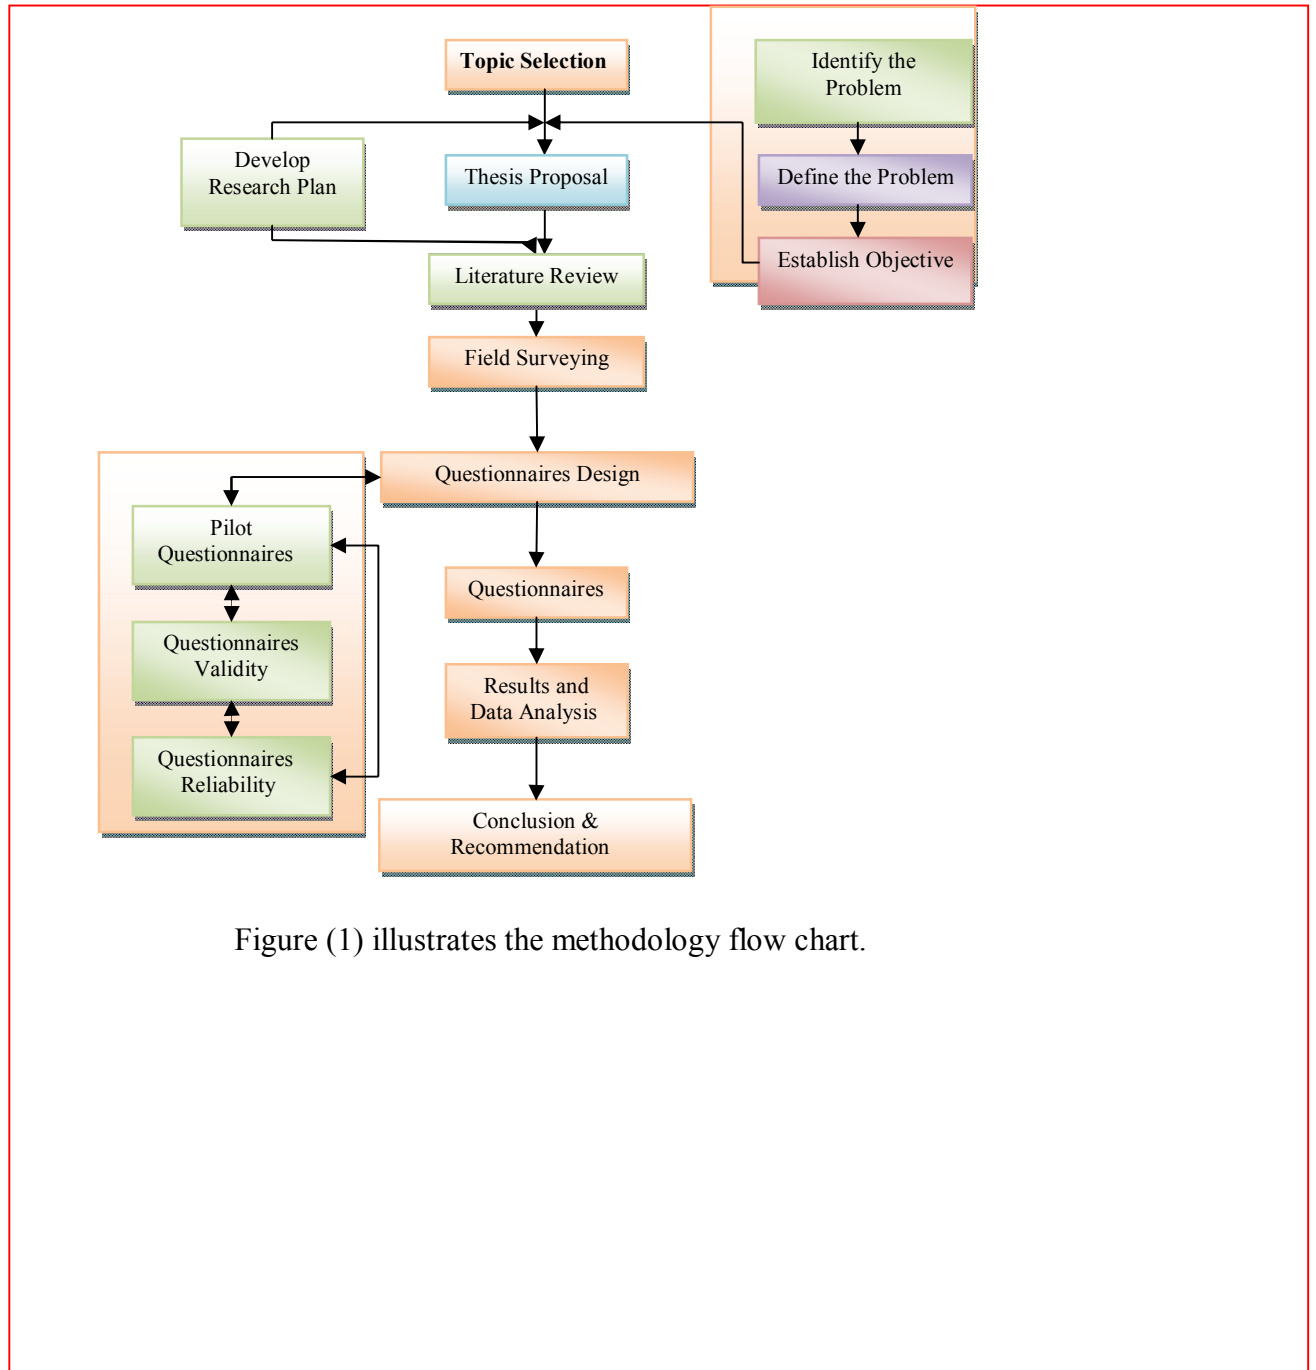 Topic Selection
Identify the
Problem
Develop
Research Plan
Thesis Proposal
Define the Problem
Literature Review
Establish Objective
Field Surveying
Questionnaires Design
Pilot
Questionnaires
Questionnaires
Questionnaires
Validity
Results and
Data Analysis
Questionnaires
Reliability
Conclusion &
Recommendation
Figure (1) illustrates the methodology flow chart.